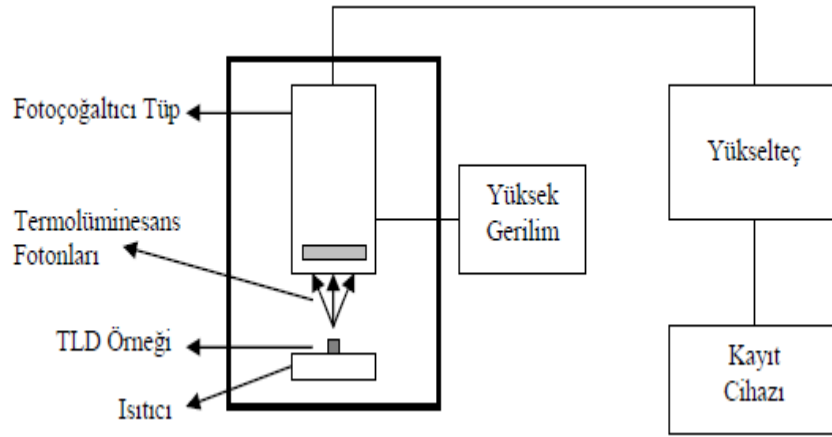 Fotoçoğaltıcı Tüp
Termolüminesans
Fotonları
TLD Örneği
Isıtıcı
Yüksek
Gerilim
Yükselteç
Kayıt
Cihazı